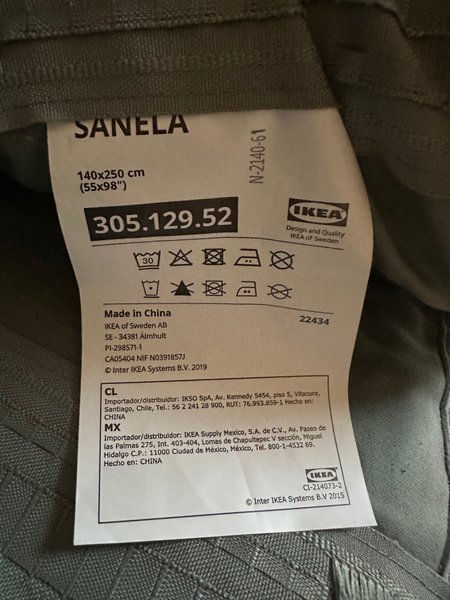 SANELA
N-2140-61
140x250 cm
(55x98")
305.129.52
IKEA
Design and Quality
IKEA of Sweden
30
Made in China
22434
IKEA of Sweden AB
SE - 34381 Älmhult
PI-298571-1
CA05404 NIF N0391857J
© Inter IKEA Systems B.V. 2019
CL
Importador/distribuidor: IKSO SpA, Av. Kennedy 5454, piso 5, Vitacura,
Santiago, Chile, Tel.: 56 2 241 28 900, RUT: 76.993.859-1 Hecho en:
CHINA
MX
Importador/distribuidor: IKEA Supply Mexico, S.A. de C.V., Av. Paseo de
las Palmas 275, Int. 403-404, Lomas de Chapultepec V sección, Miguel
Hidalgo C.P.: 11000 Ciudad de México, México, Tel. 800-1-4532 69.
Hecho en: CHINA
IKEA
CI-214073-2
© Inter IKEA Systems B.V 2015